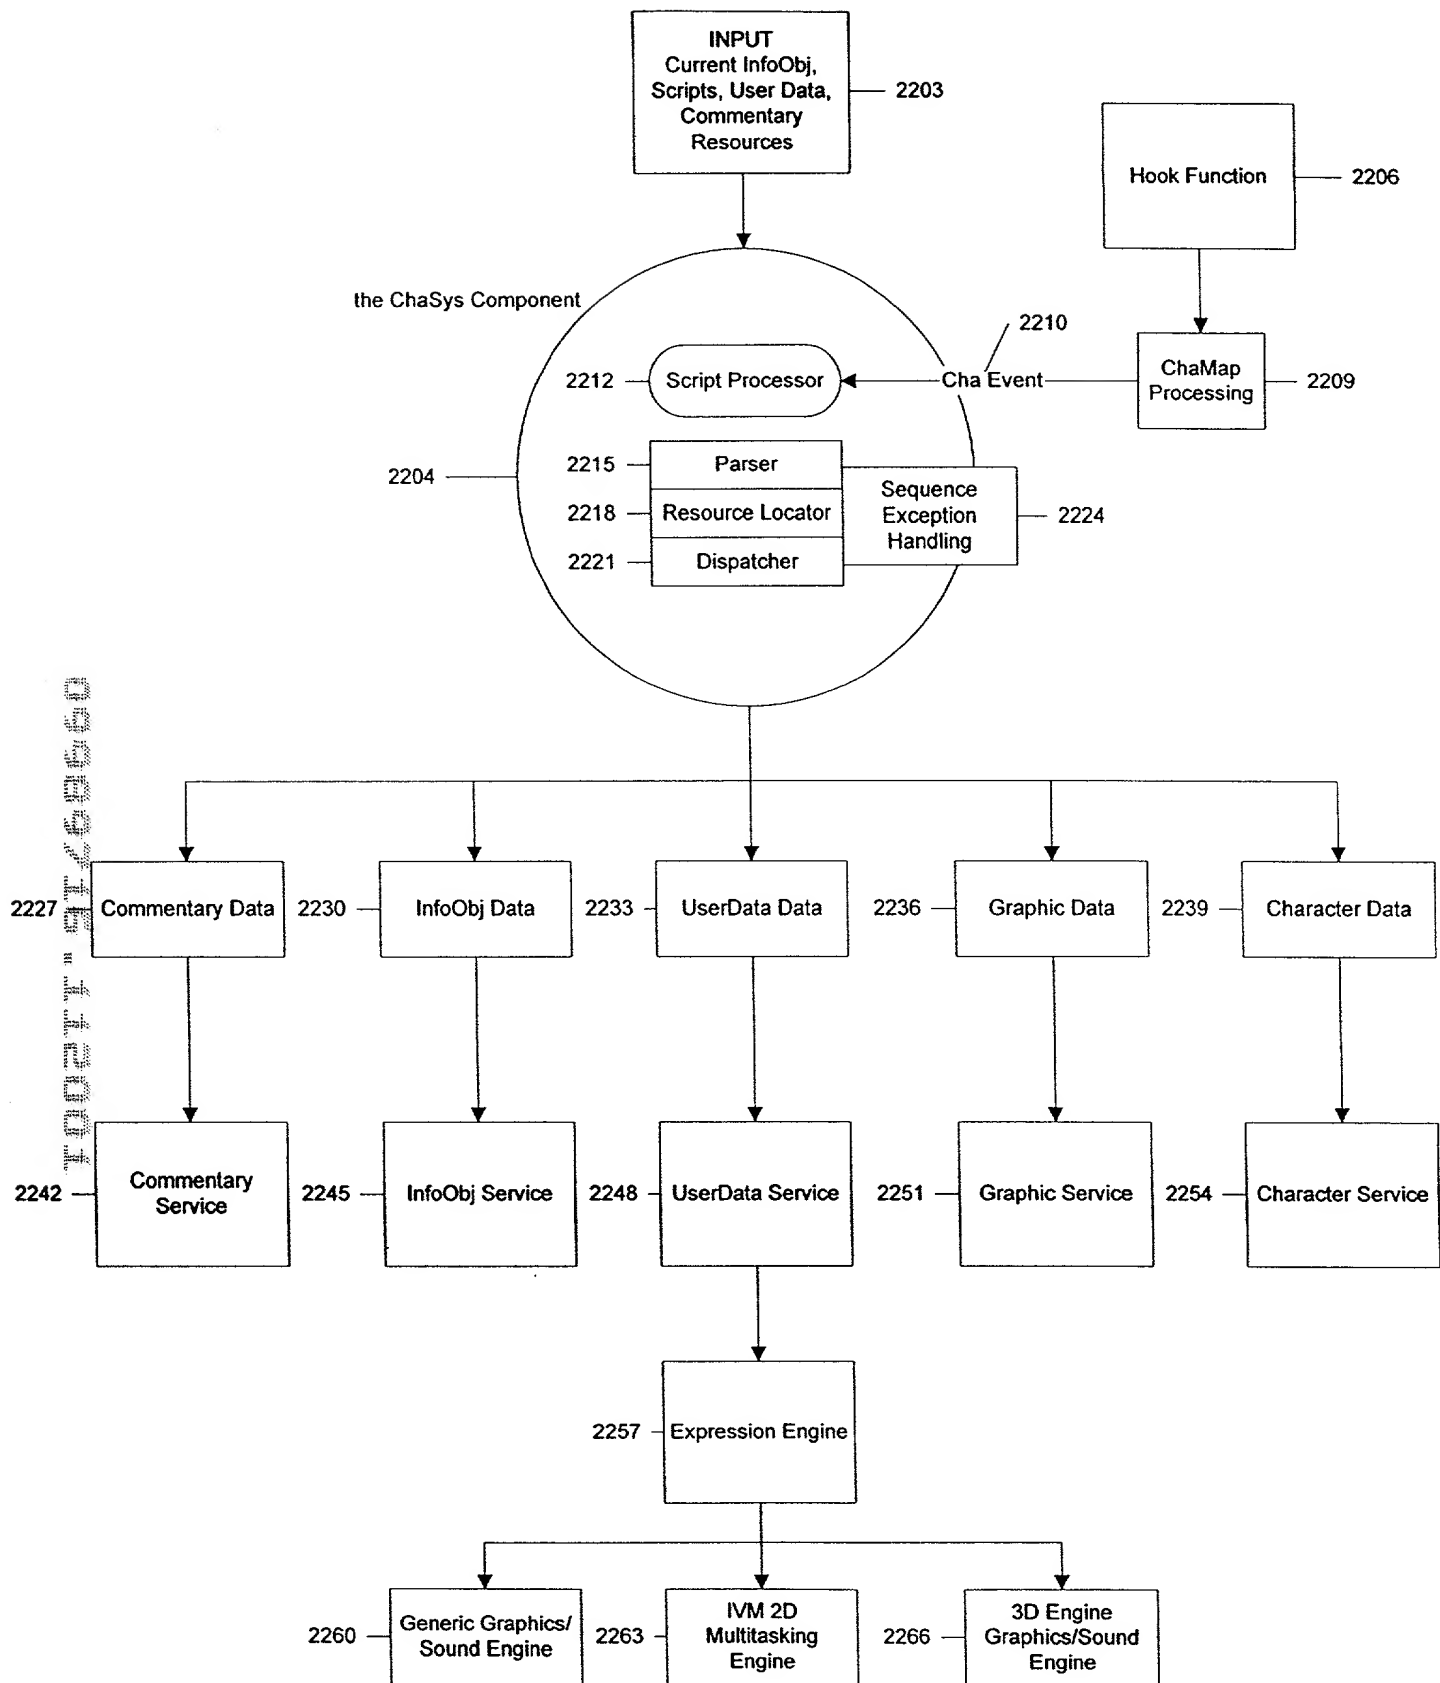 INPUT
Current InfoObj,
Scripts, User Data,
Commentary
Resources
2203
Hook Function
2206
the ChaSys Component
2210
2212
Script Processor
Cha Event
ChaMap
Processing
2209
2204
2215
Parser
2218
Resource Locator
2221
Dispatcher
Sequence
Exception
Handling
2224
2227
Commentary Data
2230
InfoObj Data
2233
UserData Data
2236
Graphic Data
2239
Character Data
2242
Commentary
Service
2245
InfoObj Service
2248
UserData Service
2251
Graphic Service
2254
Character Service
2257
Expression Engine
2260
Generic Graphics/
Sound Engine
2263
IVM 2D
Multitasking
Engine
2266
3D Engine
Graphics/Sound
Engine